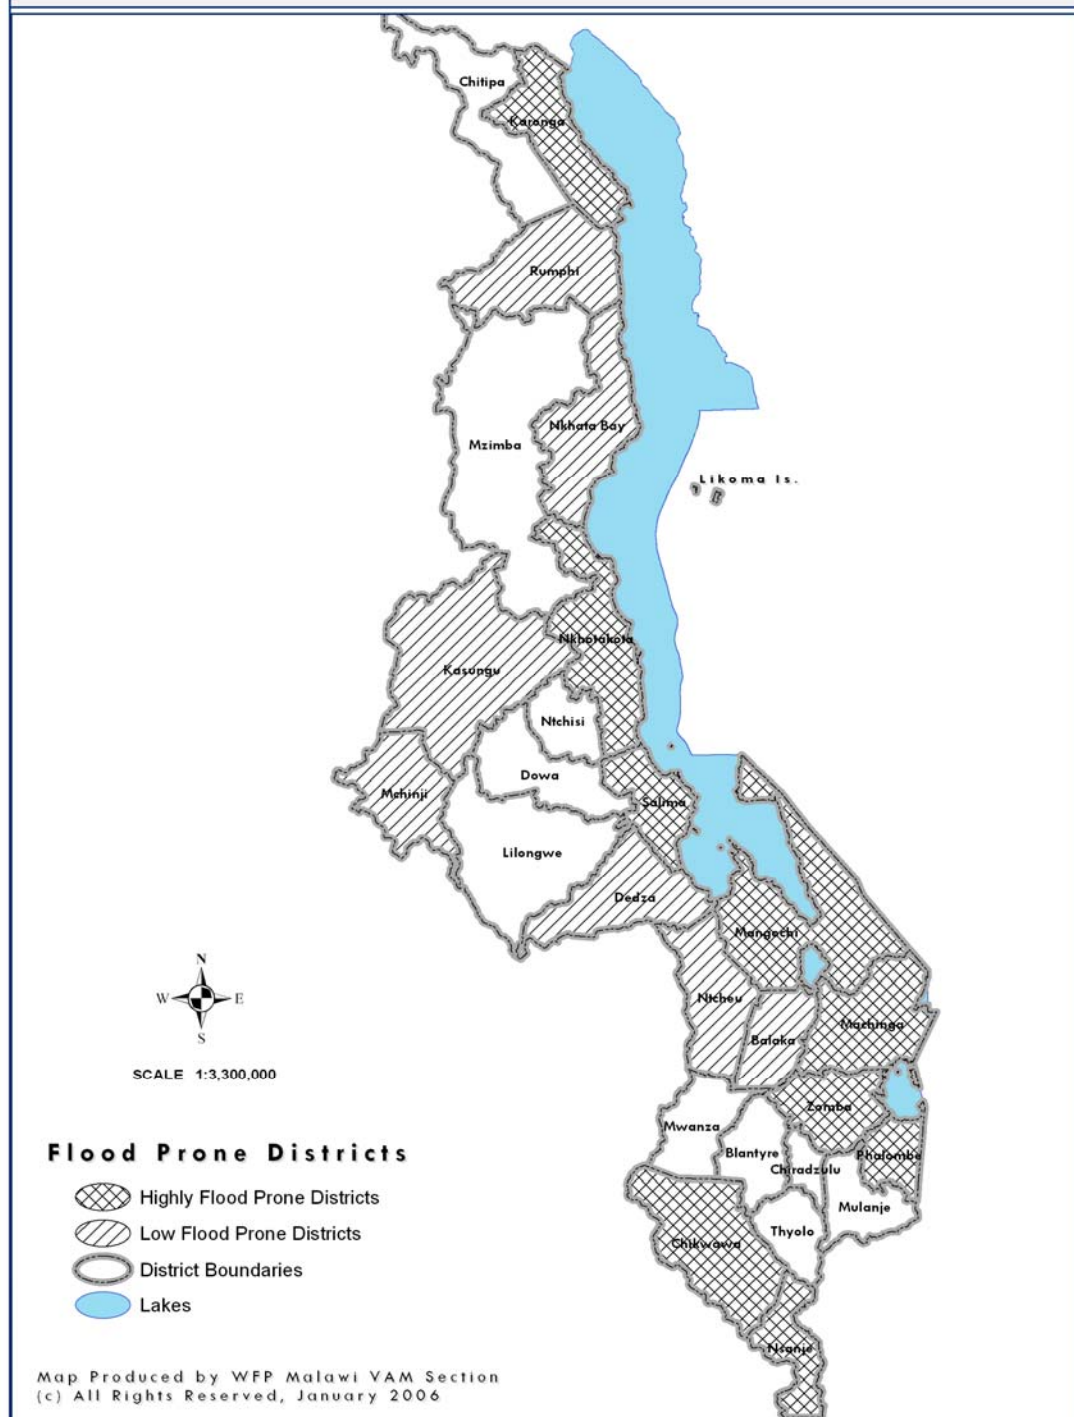 Chitipa
Karonga
Rumphi
Nkhata Bay
Mzimba
Likoma Is.
Nkhotakota
Kasungu
Ntchisi
Dowa
Mchinji
Salima
Lilongwe
Dedza
Mangochi
N
W E
S
Ntcheu
Machinga
Balaka
SCALE 1:3,300,000
Zomba
Mwanza
Blantyre
Phalombe
Chiradzulu
Flood Prone Districts
Highly Flood Prone Districts
Mulanje
Low Flood Prone Districts
Thyolo
Chikwawa
District Boundaries
Lakes
Nsanje
Map Produced by WFP Malawi VAM Section
(c) All Rights Reserved, January 2006